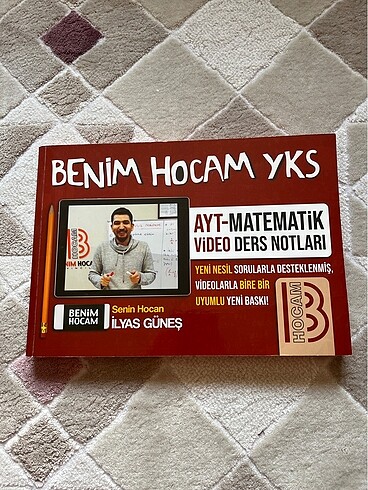 BENİM HOCAM YKS
AYT-MATEMATİK
VİDEO DERS NOTLARI
YENİ NESİL SORULARLA DESTEKLENMİŞ,
VİDEOLARLA BİRE BİR
UYUMLU YENİ BASKI!
BENİM
HOCAM
Senin Hocan
İLYAS GÜNEŞ
HOCAM